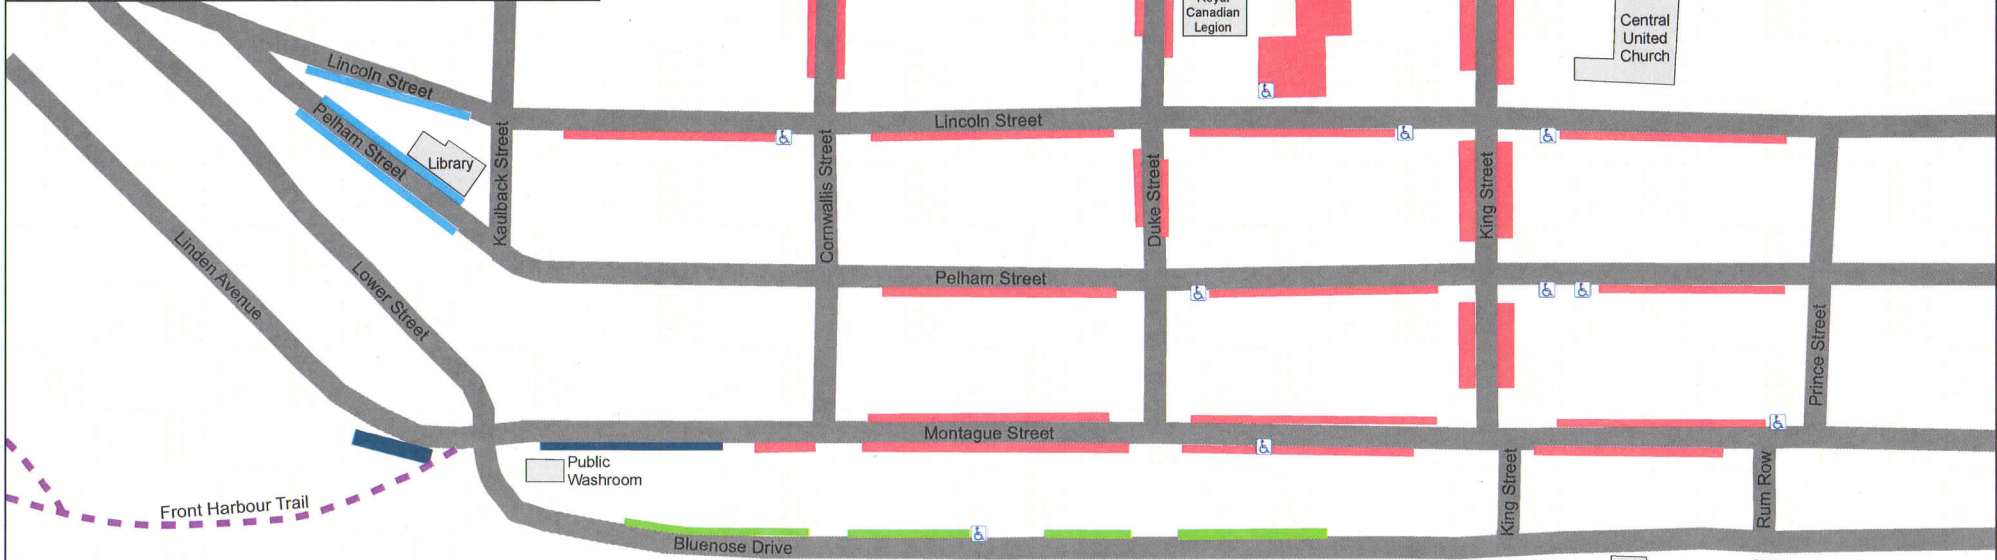 Royal
Canadian
Legion
Central
United
Church
Lincoln Street
Pelham Street
Library
Kaulback Street
Lincoln Street
Cornwallis Street
Duke Street
King Street
Linden Avenue
Lower Street
Pelham Street
Prince Street
Montague Street
Public
Washroom
Front Harbour Trail
King Street
Rum Row
Bluenose Drive